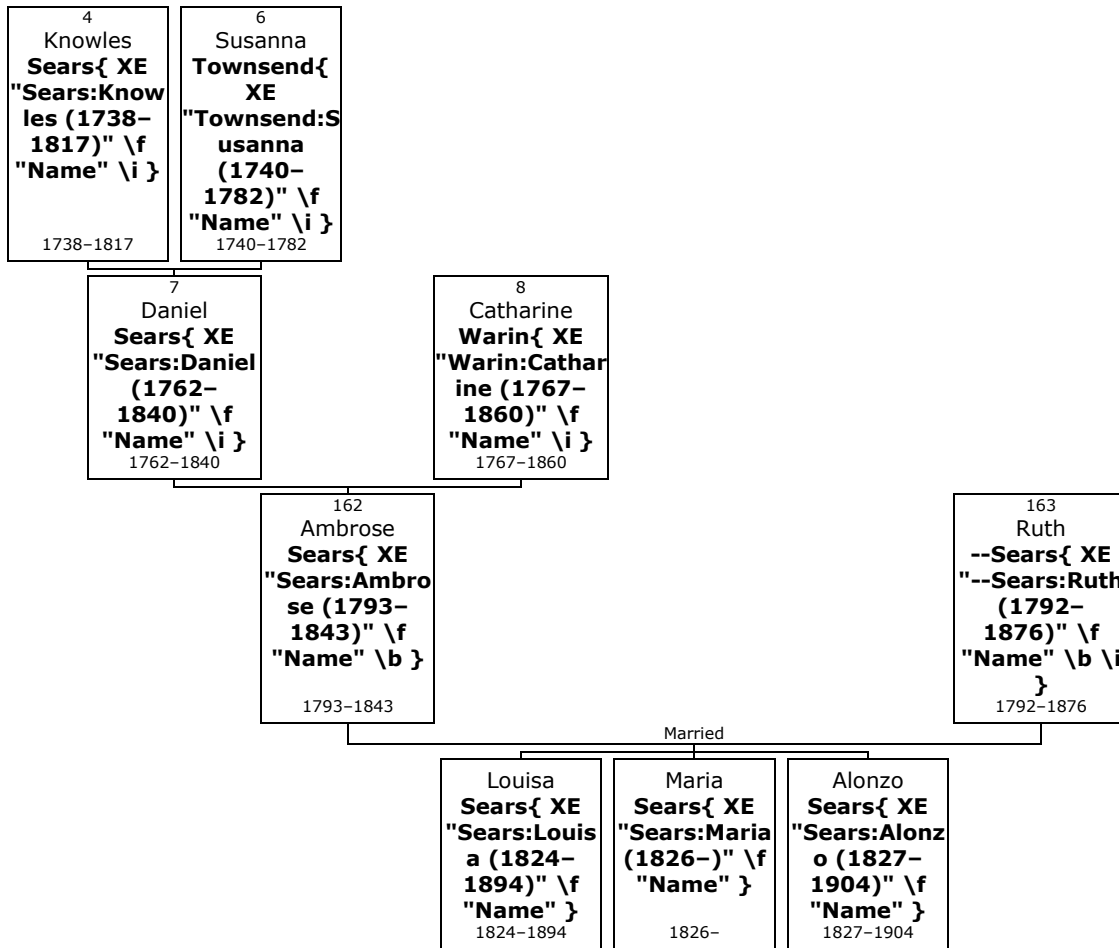 4
Knowles
Sears{ XE
"Sears:Know
les (1738–
1817)" \f
"Name" \i }
1738–1817
6
Susanna
Townsend{
XE
"Townsend:S
usanna
(1740–
1782)" \f
"Name" \i }
1740–1782
7
Daniel
Sears{ XE
"Sears:Daniel
(1762–
1840)" \f
"Name" \i }
1762–1840
8
Catharine
Warin{ XE
"Warin:Cathar
ine (1767–
1860)" \f
"Name" \i }
1767–1860
162
Ambrose
Sears{ XE
"Sears:Ambro
se (1793–
1843)" \f
"Name" \b }
1793–1843
163
Ruth
--Sears{ XE
"--Sears:Ruth
(1792–
1876)" \f
"Name" \b \i
}
1792–1876
Married
Louisa
Sears{ XE
"Sears:Louis
a (1824–
1894)" \f
"Name" }
1824–1894
Maria
Sears{ XE
"Sears:Maria
(1826–)" \f
"Name" }
1826–
Alonzo
Sears{ XE
"Sears:Alonz
o (1827–
1904)" \f
"Name" }
1827–1904